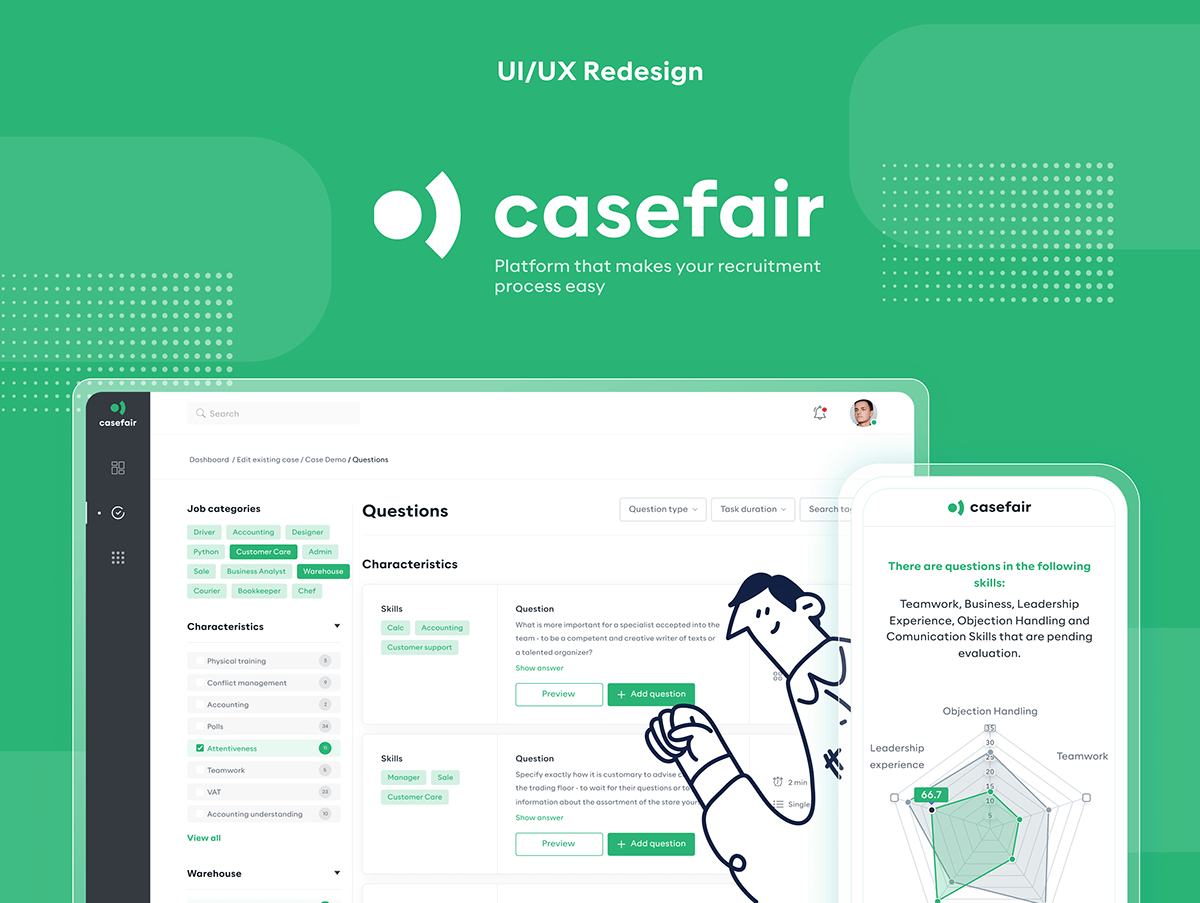 UI/UX Redesign
casefair
Platform that makes your recruitment
process easy
casefair
Search
Dashboard / Edit existing case / Case Demo / Questions
Job categories
Driver Accounting Designer
Python Customer Care Admin
Sale Business Analyst Warehouse
Courier Bookkeeper Chef
Characteristics
Physical training 5
Conflict management 9
Accounting 2
Polls 34
Attentiveness 11
Teamwork 5
VAT 23
Accounting understanding 10
View all
Warehouse
Questions
Question type Task duration Search tag
Characteristics
Skills
Calc Accounting
Customer support
Question
What is more important for a specialist accepted into the
team - to be a competent and creative writer of texts or
a talented organizer?
Show answer
Preview + Add question
Skills
Manager Sale
Customer Care
Question
Specify exactly how it is customary to advise c
the trading floor - to wait for their questions or to
information about the assortment of the store your
Show answer
Preview + Add question
2 min
Single
casefair
There are questions in the following
skills:
Teamwork, Business, Leadership
Experience, Objection Handling and
Comunication Skills that are pending
evaluation.
Objection Handling
Leadership
experience
Teamwork
35
30
25
20
15
10
5
66.7